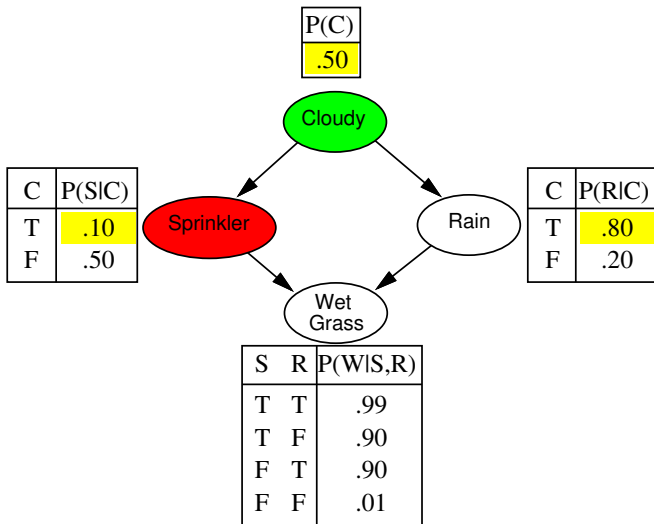 P(C)
.50
Cloudy
C P(S|C)
T .10
F .50
Sprinkler
Rain
C P(R|C)
T .80
F .20
Wet
Grass
S R P(W|S,R)
T T .99
T F .90
F T .90
F F .01